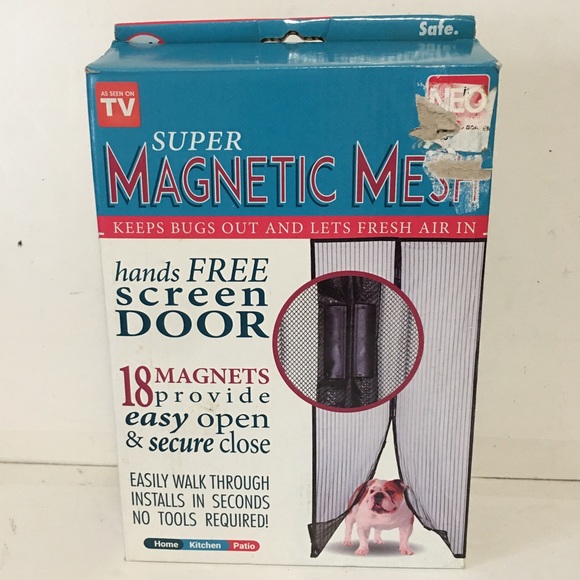 Safe.
AS SEEN ON
TV
NEO
SUPER
MAGNETIC MESH
KEEPS BUGS OUT AND LETS FRESH AIR IN
hands FREE
screen
DOOR
18 MAGNETS
provide
easy open
& secure close
EASILY WALK THROUGH
INSTALLS IN SECONDS
NO TOOLS REQUIRED!
Home Kitchen Patio